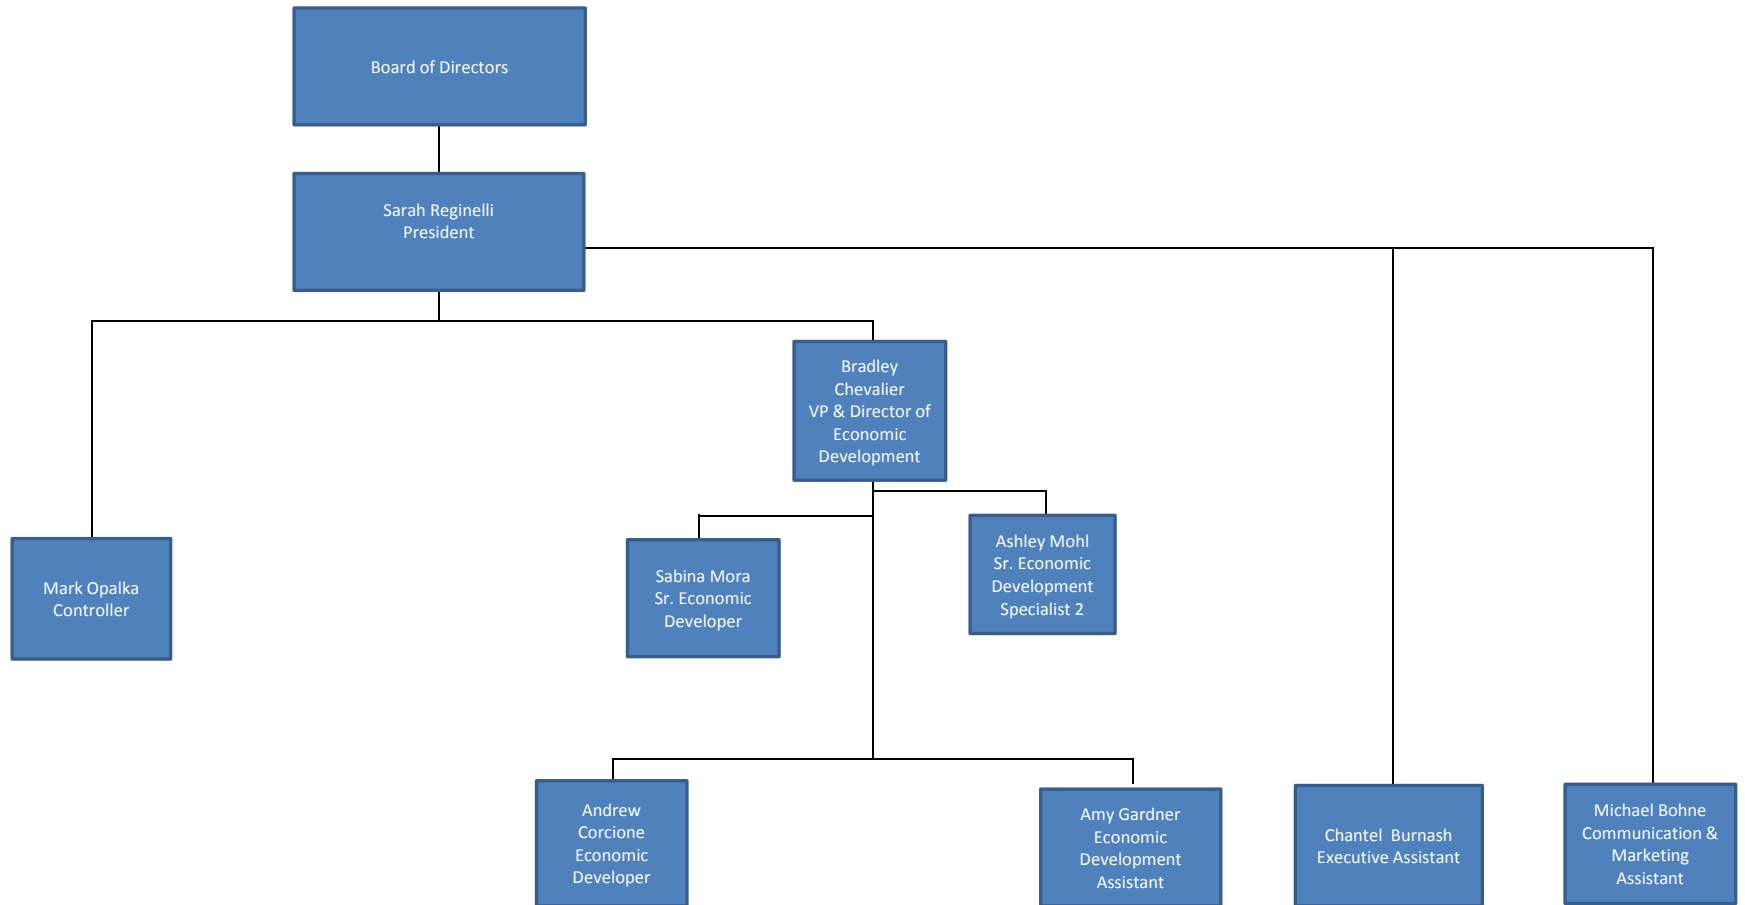 Board of Directors
Sarah Reginelli
President
Bradley
Chevalier
VP & Director of
Economic
Development
Mark Opalka
Controller
Sabina Mora
Sr. Economic
Developer
Ashley Mohl
Sr. Economic
Development
Specialist 2
Andrew
Corcione
Economic
Developer
Amy Gardner
Economic
Development
Assistant
Chantel Burnash
Executive Assistant
Michael Bohne
Communication &
Marketing
Assistant